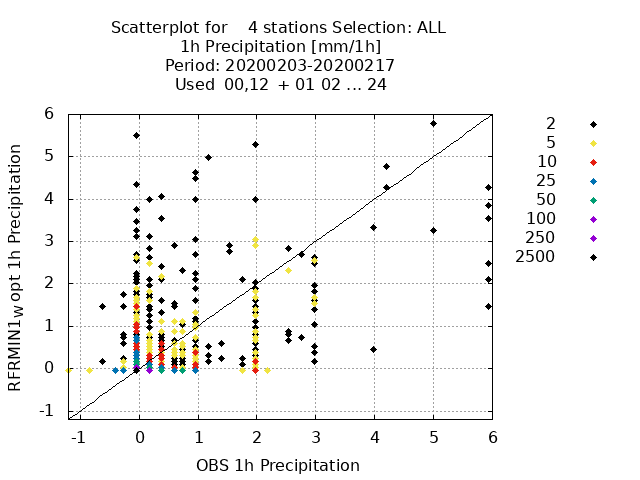 Scatterplot for 4 stations Selection: ALL
1h Precipitation [mm/1h]
Period: 20200203-20200217
Used 00,12 + 01 02 ... 24
RFRMIN1w opt 1h Precipitation
6
5
4
3
2
1
0
-1
-1 0 1 2 3 4 5 6
OBS 1h Precipitation
2
5
10
25
50
100
250
2500